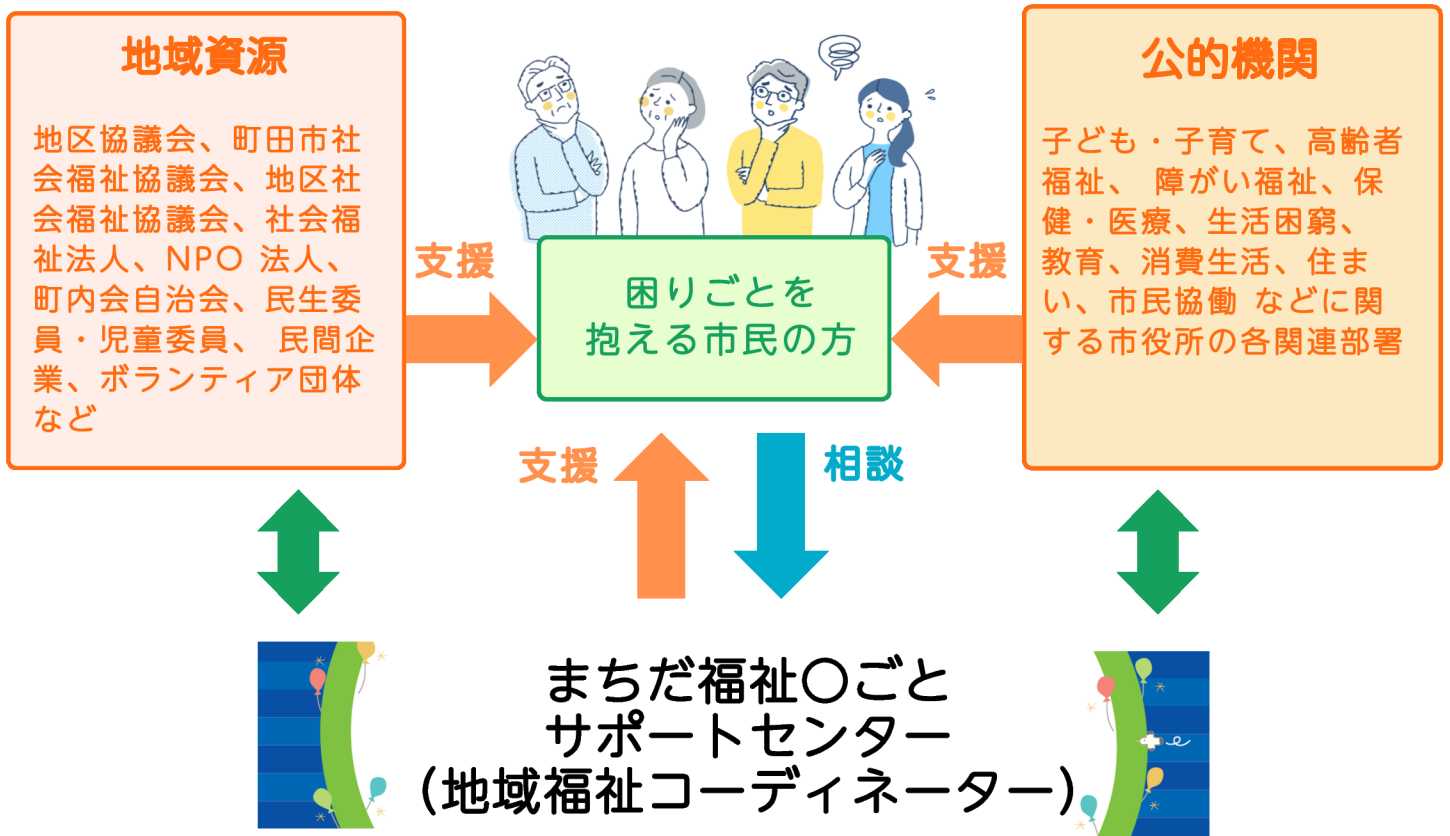 地域資源
地区協議会、町田市社
会福祉協議会、地区社
会福祉協議会、社会福
祉法人、NPO 法人、
町内会自治会、民生委
員・児童委員、 民間企
業、ボランティア団体
など
支援
困りごとを
抱える市民の方
支援
公的機関
子ども・子育て、高齢者
福祉、 障がい福祉、保
健・医療、生活困窮、
教育、消費生活、住ま
い、市民協働 などに関
する市役所の各関連部署
支援
相談
まちだ福祉〇ごと
サポートセンター
（地域福祉コーディネーター）